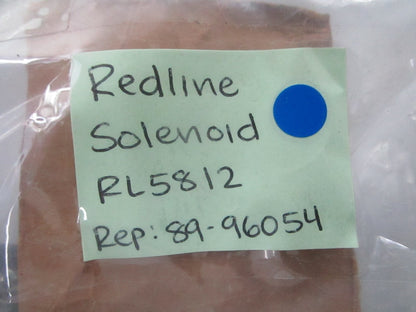 Redline
Solenoid
RL5812
Rep: 89-96054